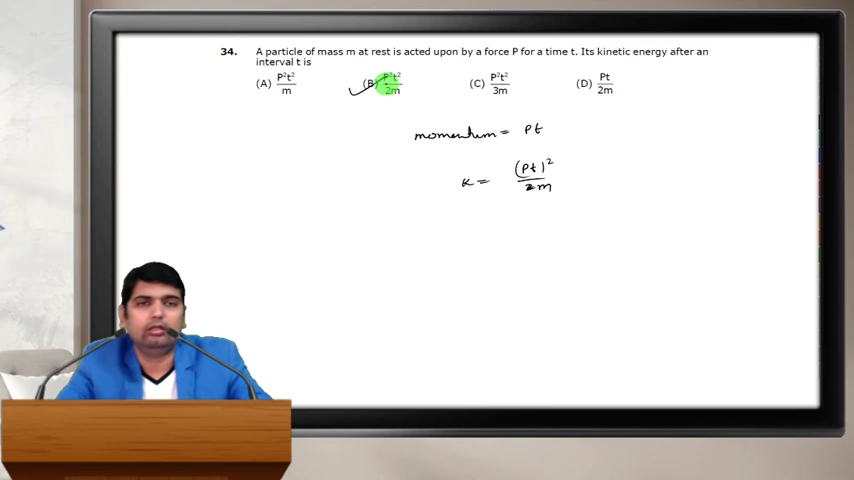 34. A particle of mass m at rest is acted upon by a force P for a time t. Its kinetic energy after an
interval t is
(A) P²t²/m (B) P²t²/2m (C) P²t²/3m (D) Pt/2m
momentum = Pt
K = (Pt)²/2m